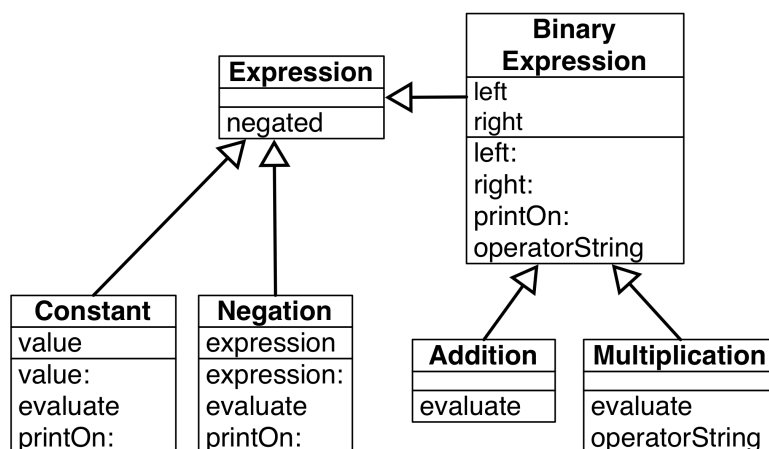 Expression
negated
Binary
Expression
left
right
left:
right:
printOn:
operatorString
Constant
value
value:
evaluate
printOn:
Negation
expression
expression:
evaluate
printOn:
Addition
evaluate
Multiplication
evaluate
operatorString